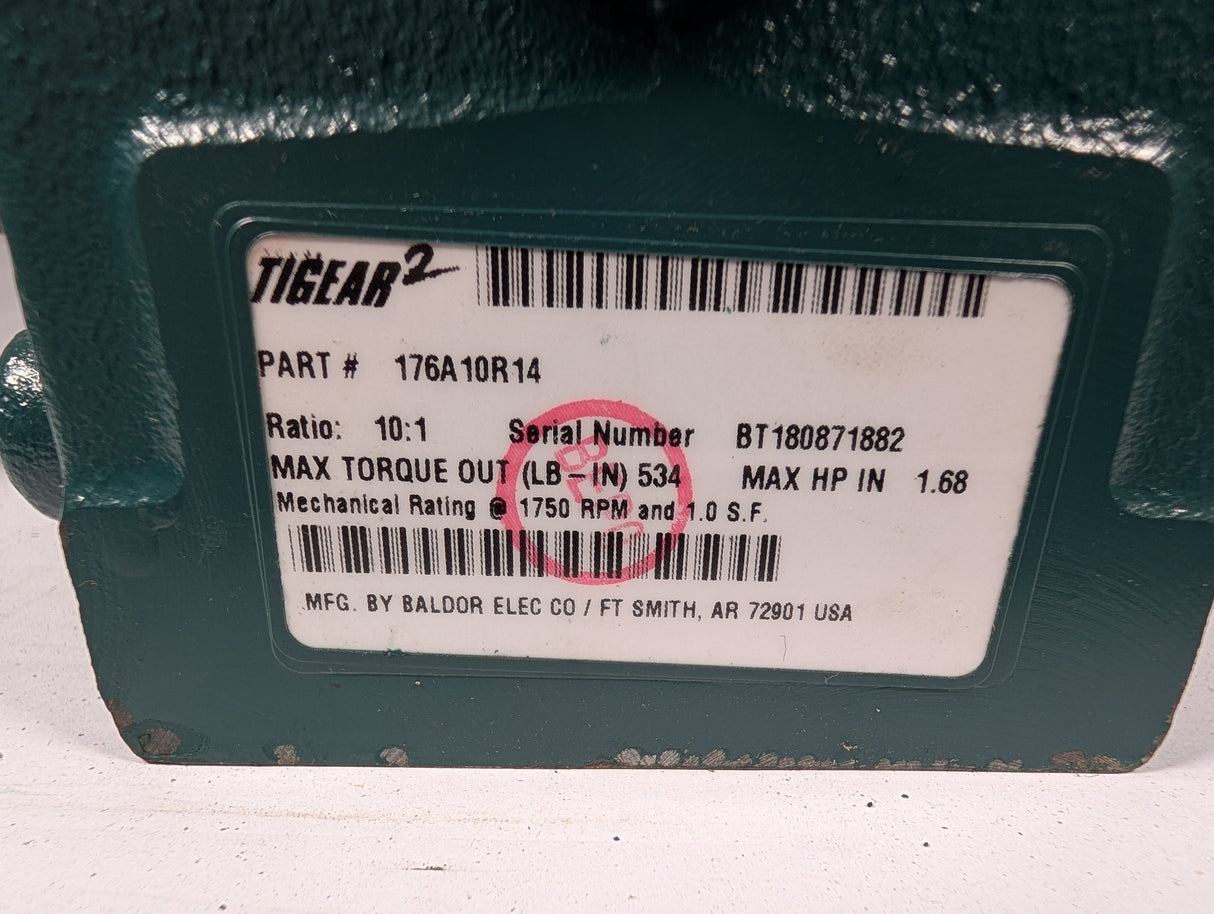 TIGEAR2
PART # 176A10R14
Ratio: 10:1 Serial Number BT180871882
MAX TORQUE OUT (LB-IN) 534 MAX HP IN 1.68
Mechanical Rating @ 1750 RPM and 1.0 S.F.
MFG. BY BALDOR ELEC CO / FT SMITH, AR 72901 USA